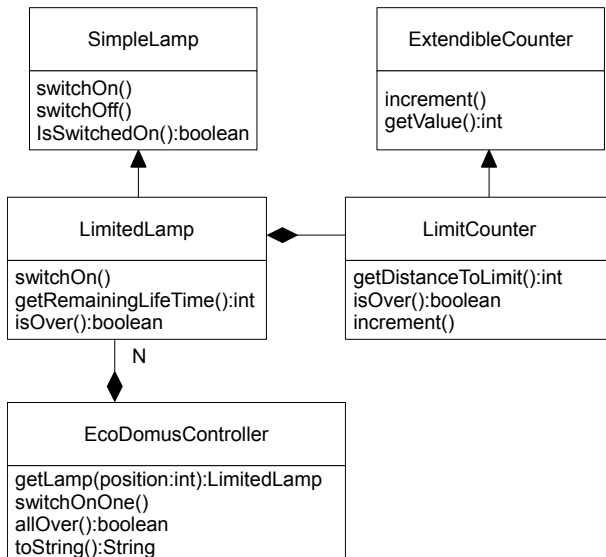 SimpleLamp
switchOn()
switchOff()
IsSwitchedOn():boolean
ExtendibleCounter
increment()
getValue():int
LimitedLamp
switchOn()
getRemainingLifeTime():int
isOver():boolean
LimitCounter
getDistanceToLimit():int
isOver():boolean
increment()
N
EcoDomusController
getLamp(position:int):LimitedLamp
switchOnOne()
allOver():boolean
toString():String